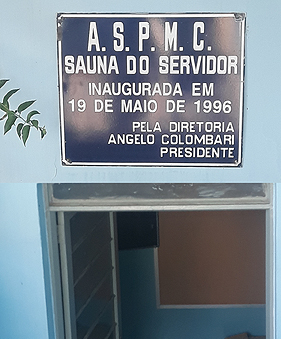 A. S. P. M. C.
SAUNA DO SERVIDOR
INAUGURADA EM
19 DE MAIO DE 1996
PELA DIRETORIA
ANGELO COLOMBARI
PRESIDENTE